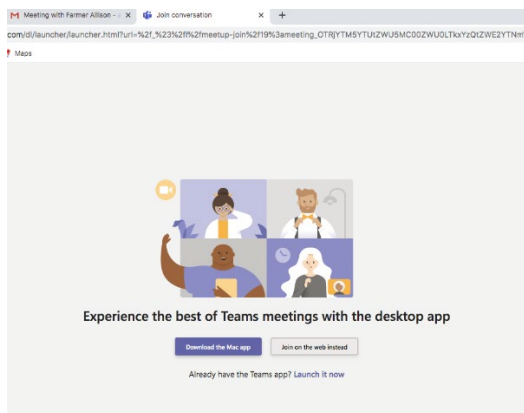 Meeting with Farmer Allison -
Join conversation
com/dl/launcher/launcher.html?url=%2f_%23%2fl%2fmeetup-join%2f19%3ameeting_
Maps
Experience the best of Teams meetings with the desktop app
Download the Mac app
Join on the web instead
Already have the Teams app? Launch it now